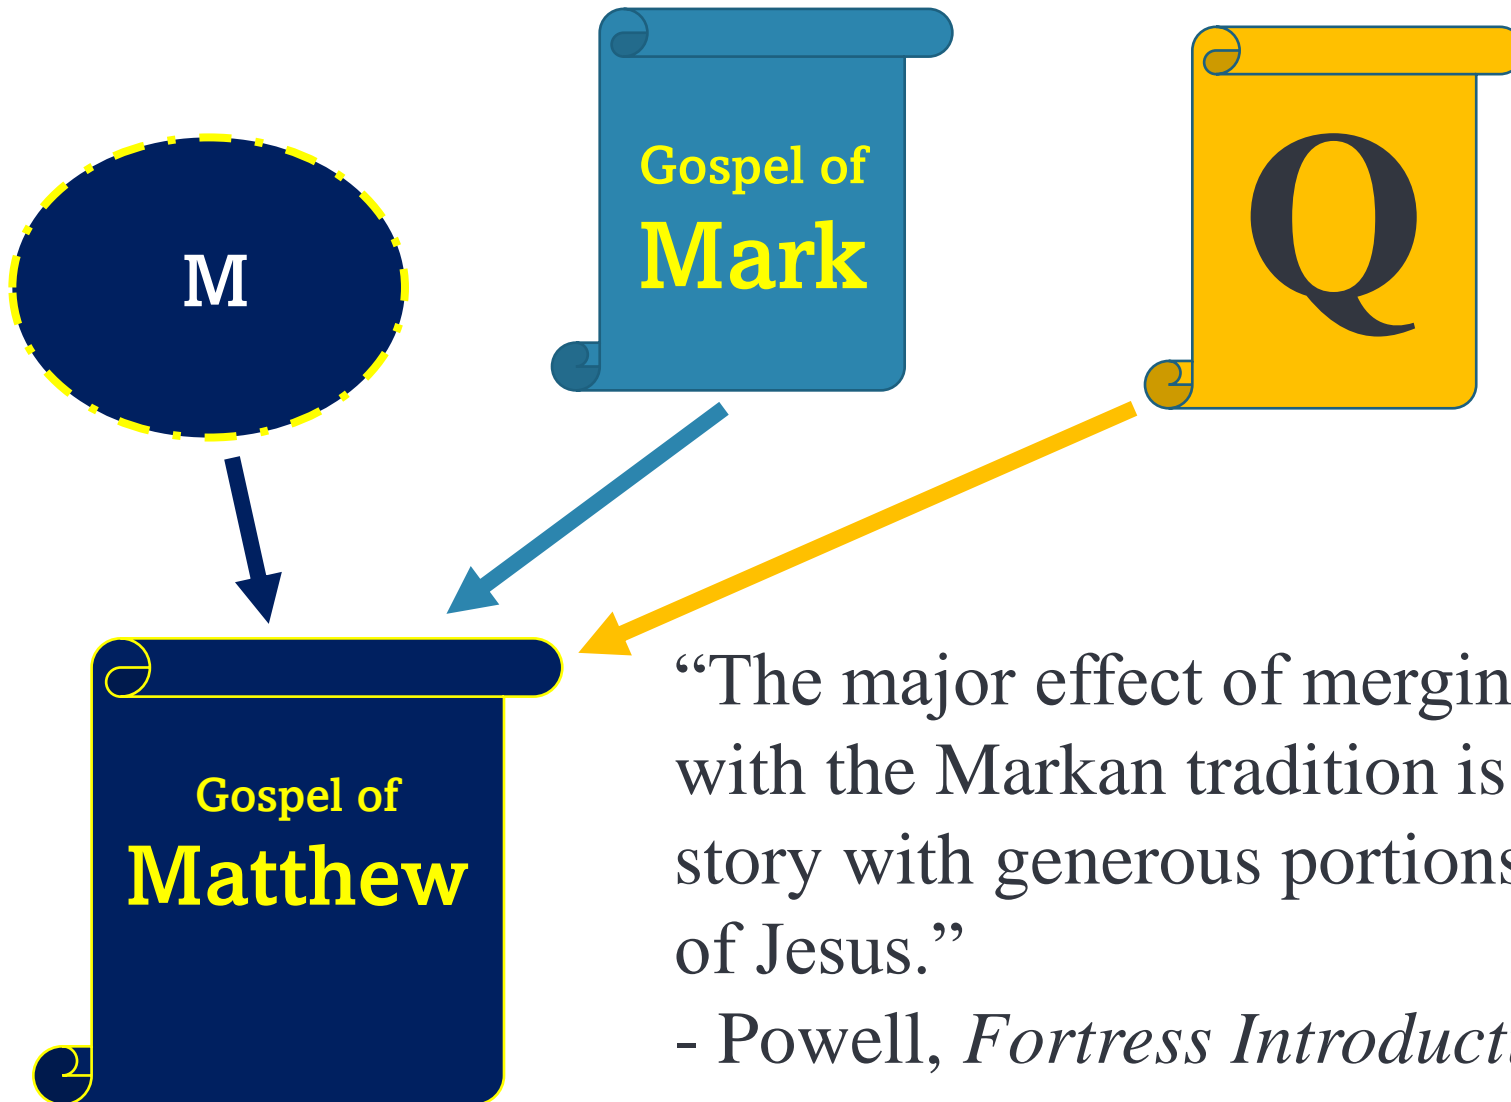 M
Gospel of
Mark
Q
Gospel of
Matthew
“The major effect of mergin
with the Markan tradition is
story with generous portions
of Jesus.”
- Powell, Fortress Introduct